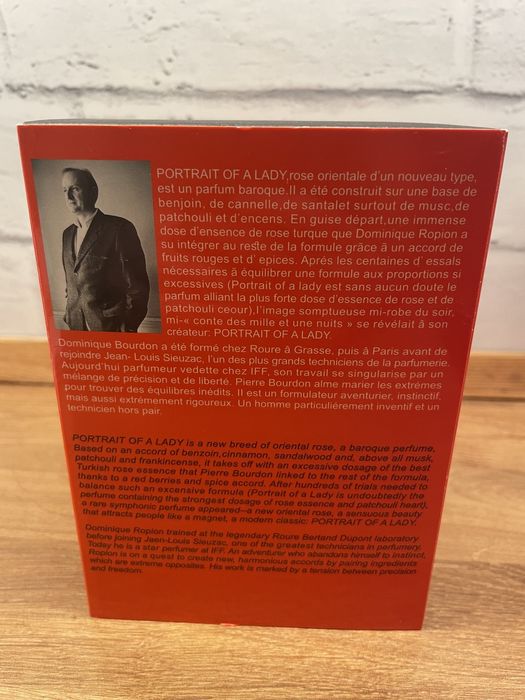 PORTRAIT OF A LADY,rose orientale d'un nouveau type,
est un parfum baroque.Il a été construit sur une base de
benjoin, de cannelle,de santalet surtout de musc,de
patchouli et d'encens. En guise départ,une immense
dose d'ensence de rose turque que Dominique Ropion a
su intégrer au reste de la formule grâce à un accord de
fruits rouges et d' epices. Aprés les centaines d' essals
nécessaires à équilibrer une formule aux proportions si
excessives (Portrait of a lady est sans aucun doute le
parfum alliant la plus forte dose d'essence de rose et de
patchouli ceour),l'image somptueuse mi-robe du soir,
mi-« conte des mille et une nuits » se révelait à son
créateur: PORTRAIT OF A LADY.
Dominique Bourdon a été formé chez Roure à Grasse, puis à Paris avant de
rejoindre Jean- Louis Sieuzac, l'un des plus grands techniciens de la parfumerie.
Aujourd'hui parfumeur vedette chez IFF, son travail se singularise par un
mélange de précision et de liberté. Pierre Bourdon alme marier les extrémes
pour trouver des équilibres inédits. Il est un formulateur aventurier, instinctif,
mais aussi extrémement rigoureux. Un homme particuliérement inventif et un
technicien hors pair.
PORTRAIT OF A LADY is a new breed of oriental rose, a baroque perfume,
Based on an accord of benzoin,cinnamon, sandalwood and, above all musk,
patchouli and frankincense, it takes off with an excessive dosage of the best
Turkish rose essence that Pierre Bourdon linked to the rest of the formula,
thanks to a red berries and spice accord. After hundreds of trials needed to
balance such an excensive formula (Portrait of a Lady is undoubtedly the
perfume containing the strongest dosage of rose essence and patchouli heart),
a rare symphonic perfume appeared—a new oriental rose, a sensuous beauty
that attracts people like a magnet, a modem classic: PORTRAIT OF A LADY.
Dominique Ropion trained at the legendary Roure Bertand Dupont laboratory
before joining Jaen-Louis Sieuzac, one of the greatest technicians in perfumery.
Today he is a star perfumer at IFF. An adventurer who abandons himself to instinct,
Ropion is on a quest to create new, harmonious accords by pairing ingredients
which are extreme opposites. His work is marked by a tension between precision
and freedom.